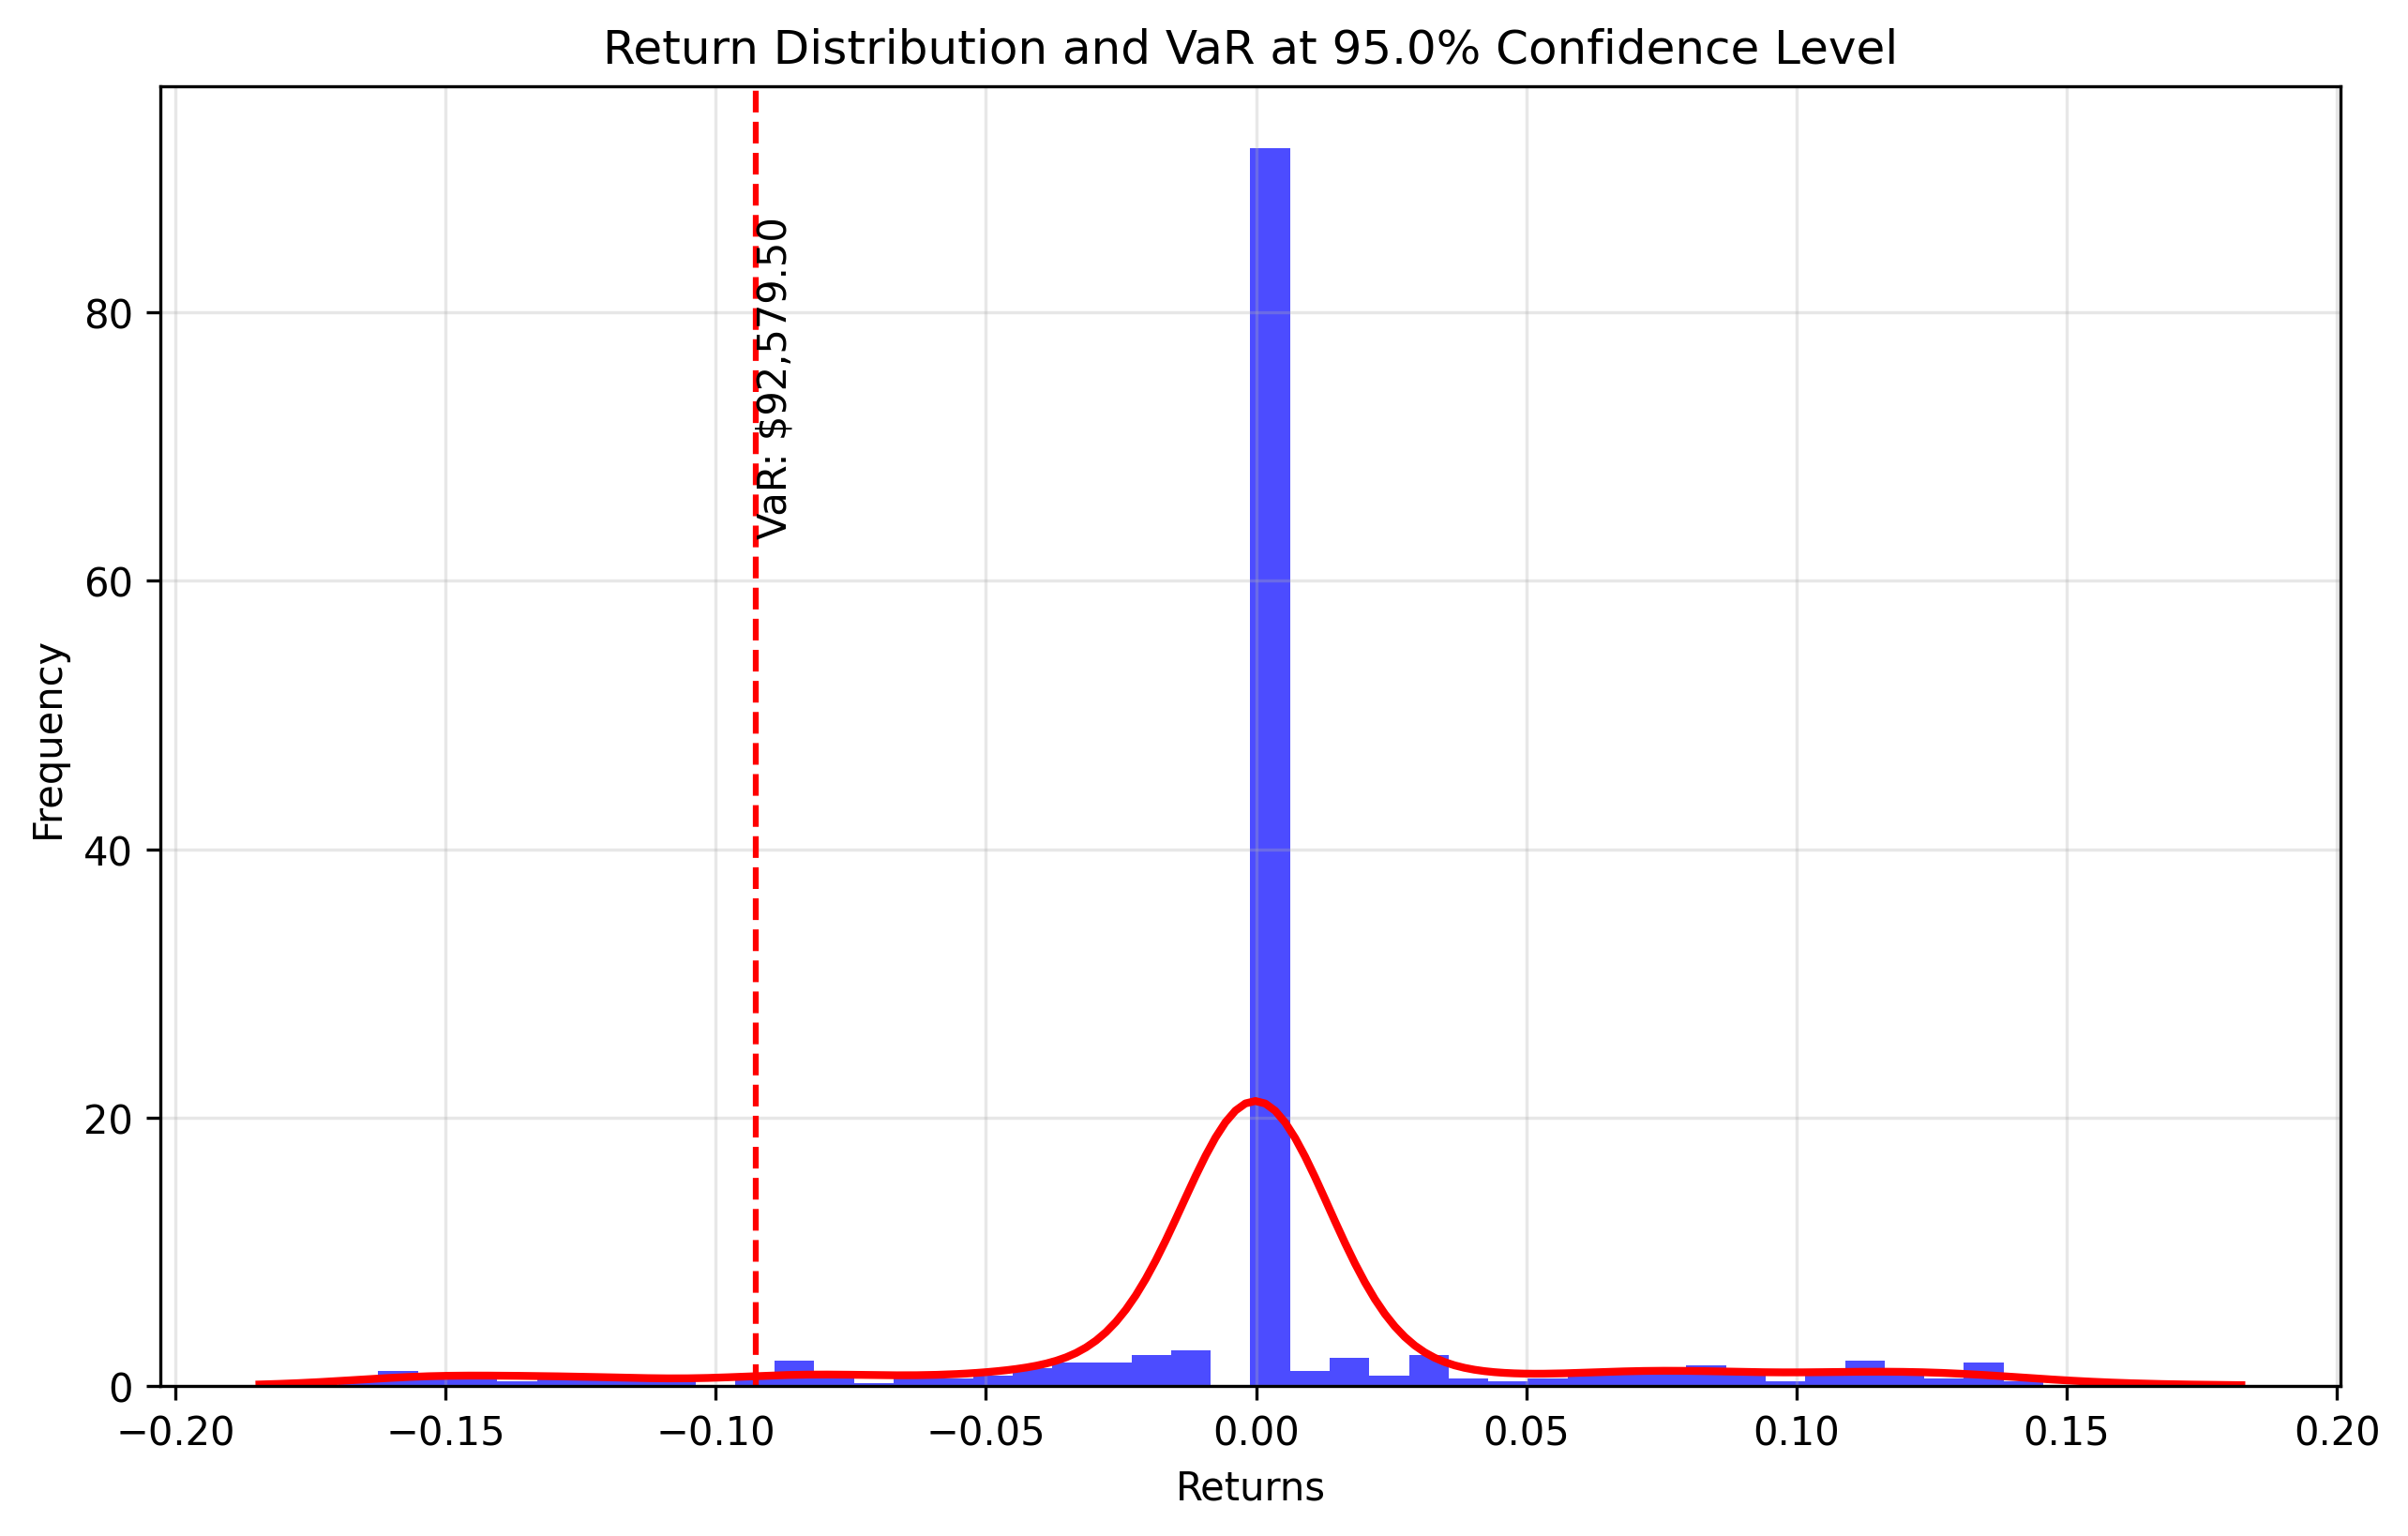 Return Distribution and VaR at 95.0% Confidence Level
VaR: $92,579.50
Frequency
80
60
40
20
0
−0.20 −0.15 −0.10 −0.05 0.00 0.05 0.10 0.15 0.20
Returns